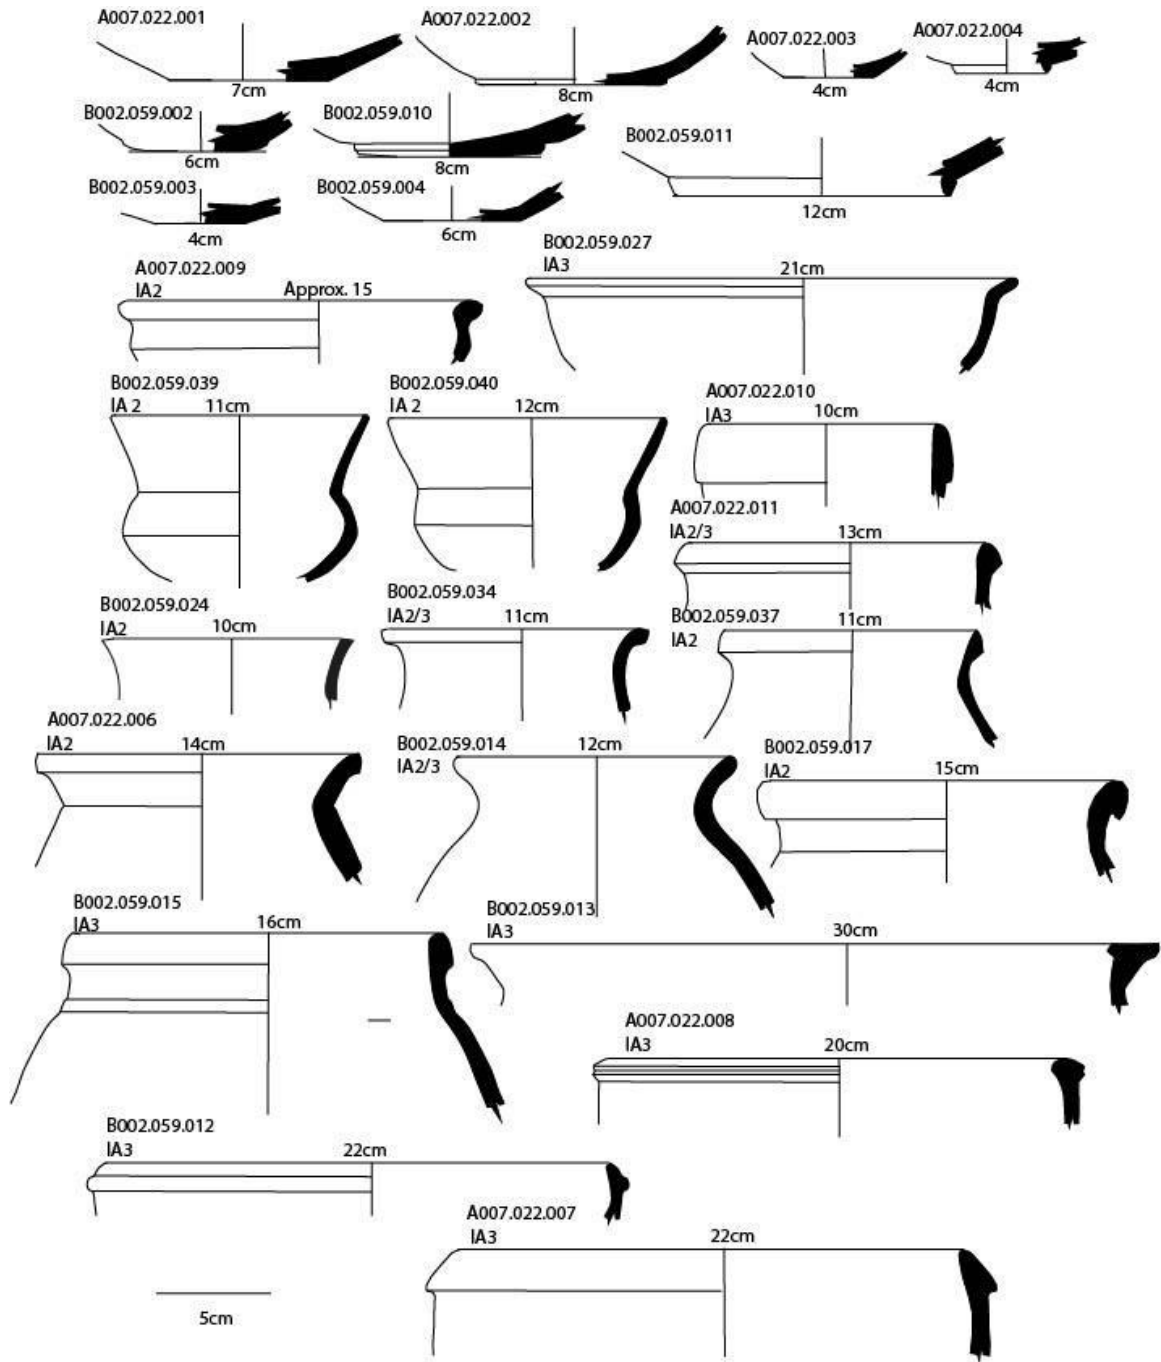 A007.022.001
7cm
A007.022.002
8cm
A007.022.003
4cm
A007.022.004
4cm
B002.059.002
6cm
B002.059.010
8cm
B002.059.011
12cm
B002.059.003
4cm
B002.059.004
6cm
B002.059.027
IA3
21cm
A007.022.009
IA2
Approx. 15
B002.059.039
IA 2
11cm
B002.059.040
IA 2
12cm
A007.022.010
IA3
10cm
A007.022.011
IA2/3
13cm
B002.059.024
IA2
10cm
B002.059.034
IA2/3
11cm
B002.059.037
IA2
11cm
A007.022.006
IA2
14cm
B002.059.014
IA2/3
12cm
B002.059.017
IA2
15cm
B002.059.015
IA3
16cm
B002.059.013
IA3
30cm
A007.022.008
IA3
20cm
B002.059.012
IA3
22cm
A007.022.007
IA3
22cm
5cm